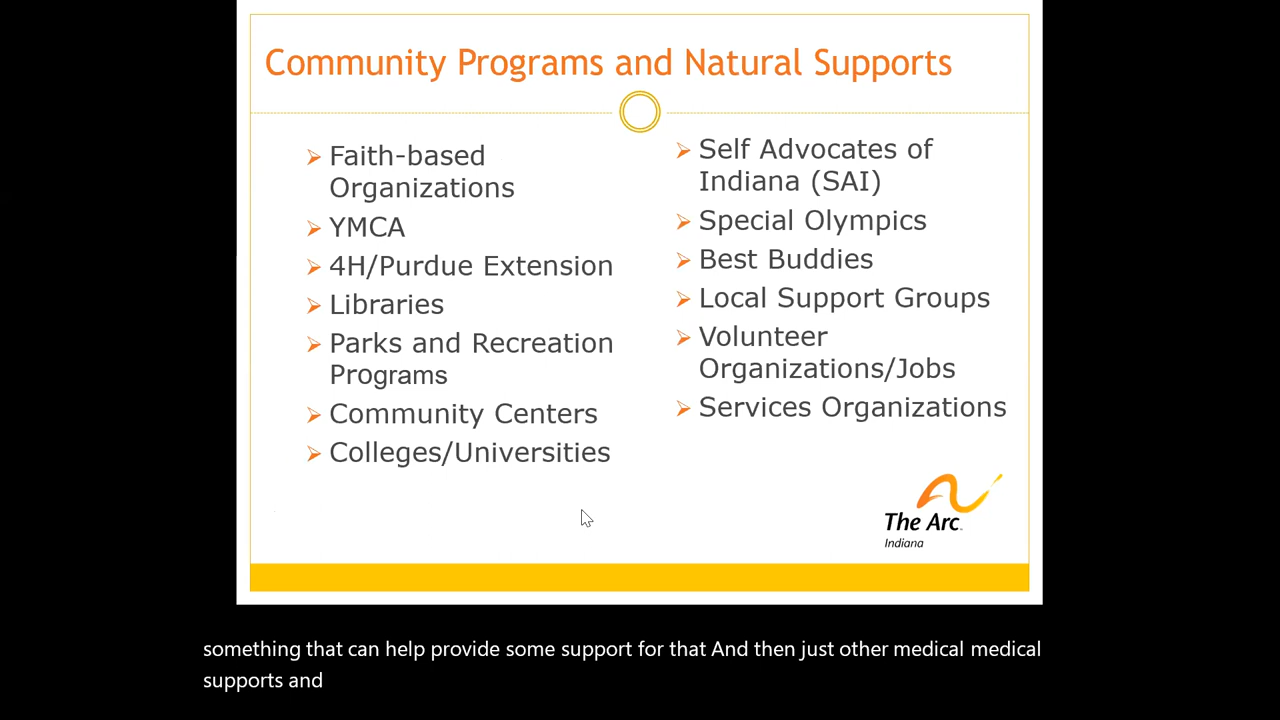 Community Programs and Natural Supports
➢ Faith-based
Organizations
➢ YMCA
➢ 4H/Purdue Extension
➢ Libraries
➢ Parks and Recreation
Programs
➢ Community Centers
➢ Colleges/Universities
➢ Self Advocates of
Indiana (SAI)
➢ Special Olympics
➢ Best Buddies
➢ Local Support Groups
➢ Volunteer
Organizations/Jobs
➢ Services Organizations
The Arc
Indiana
something that can help provide some support for that And then just other medical medical
supports and